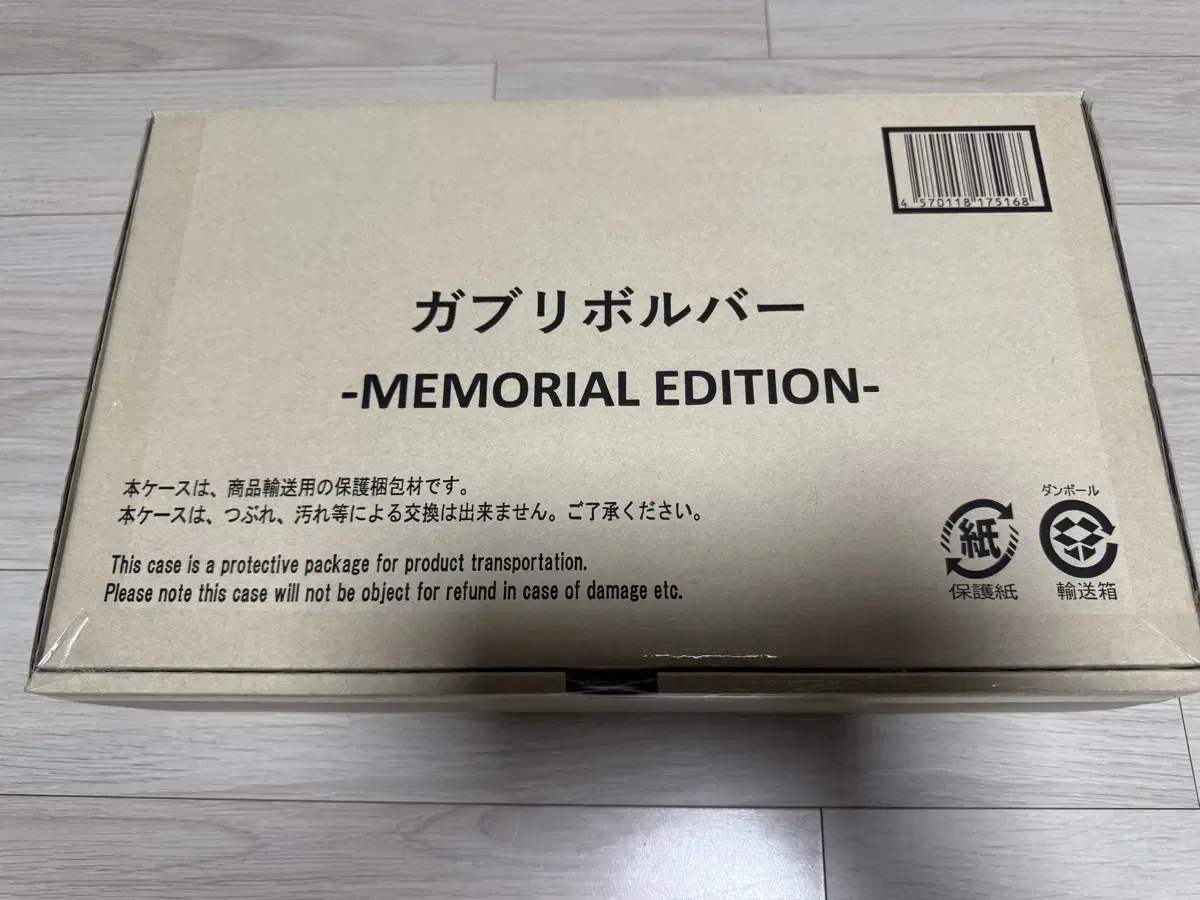 4 570118 175168
ガブリボルバー
-MEMORIAL EDITION-
本ケースは、商品輸送用の保護梱包材です。
本ケースは、つぶれ、汚れ等による交換は出来ません。ご了承ください。
This case is a protective package for product transportation.
Please note this case will not be object for refund in case of damage etc.
紙
保護紙
ダンボール
輸送箱